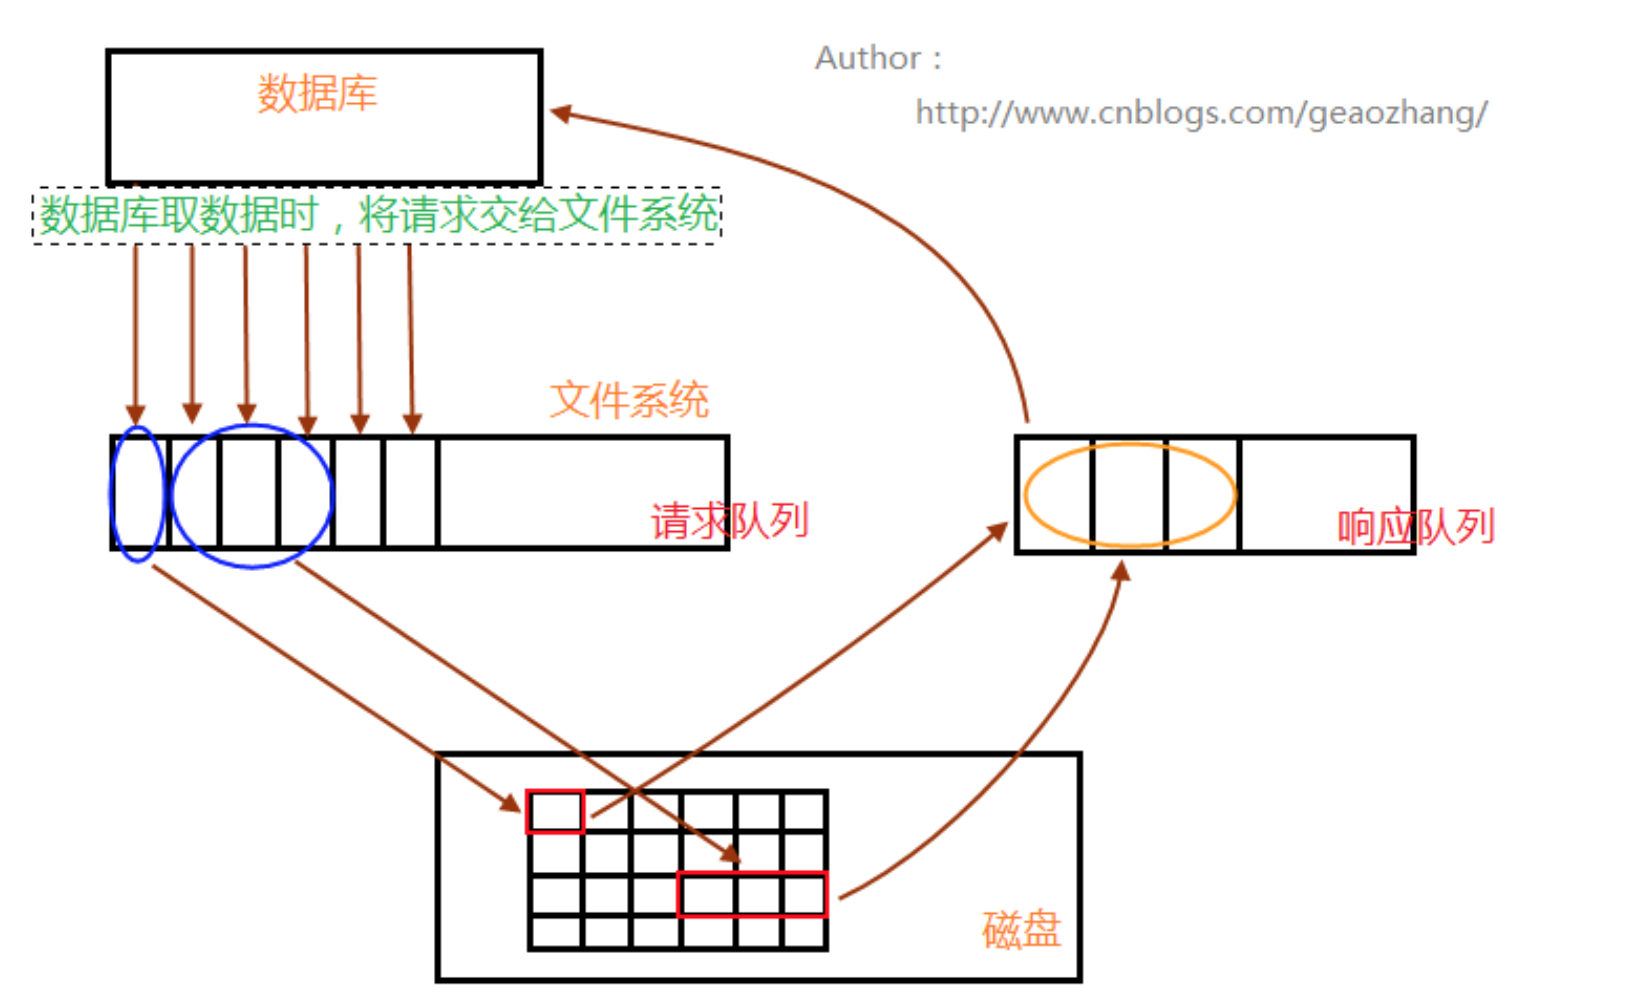 Author：
http://www.cnblogs.com/geaozhang/
数据库
数据库取数据时，将请求交给文件系统
文件系统
请求队列
响应队列
磁盘